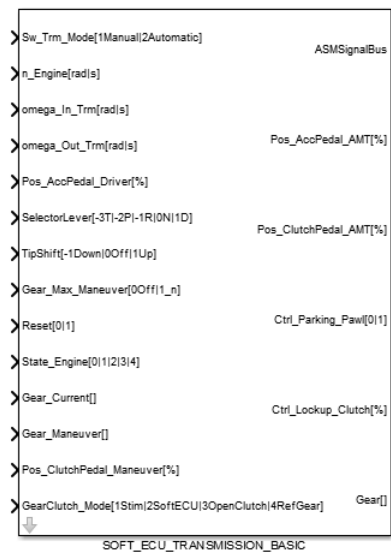 Sw_Trm_Mode[1Manual|2Automatic]
ASMSignalBus
n_Engine[rad|s]
omega_In_Trm[rad|s]
omega_Out_Trm[rad|s]
Pos_AccPedal_AMT[%]
Pos_AccPedal_Driver[%]
SelectorLever[-3T|-2P|-1R|0N|1D]
Pos_ClutchPedal_AMT[%]
TipShift[-1Down|0Off|1Up]
Gear_Max_Maneuver[0Off|1_n]
Reset[0|1]
Ctrl_Parking_Pawl[0|1]
State_Engine[0|1|2|3|4]
Gear_Current[]
Ctrl_Lockup_Clutch[%]
Gear_Maneuver[]
Pos_ClutchPedal_Maneuver[%]
GearClutch_Mode[1Stim|2SoftECU|3OpenClutch|4RefGear]
Gear[]
SOFT_ECU_TRANSMISSION_BASIC